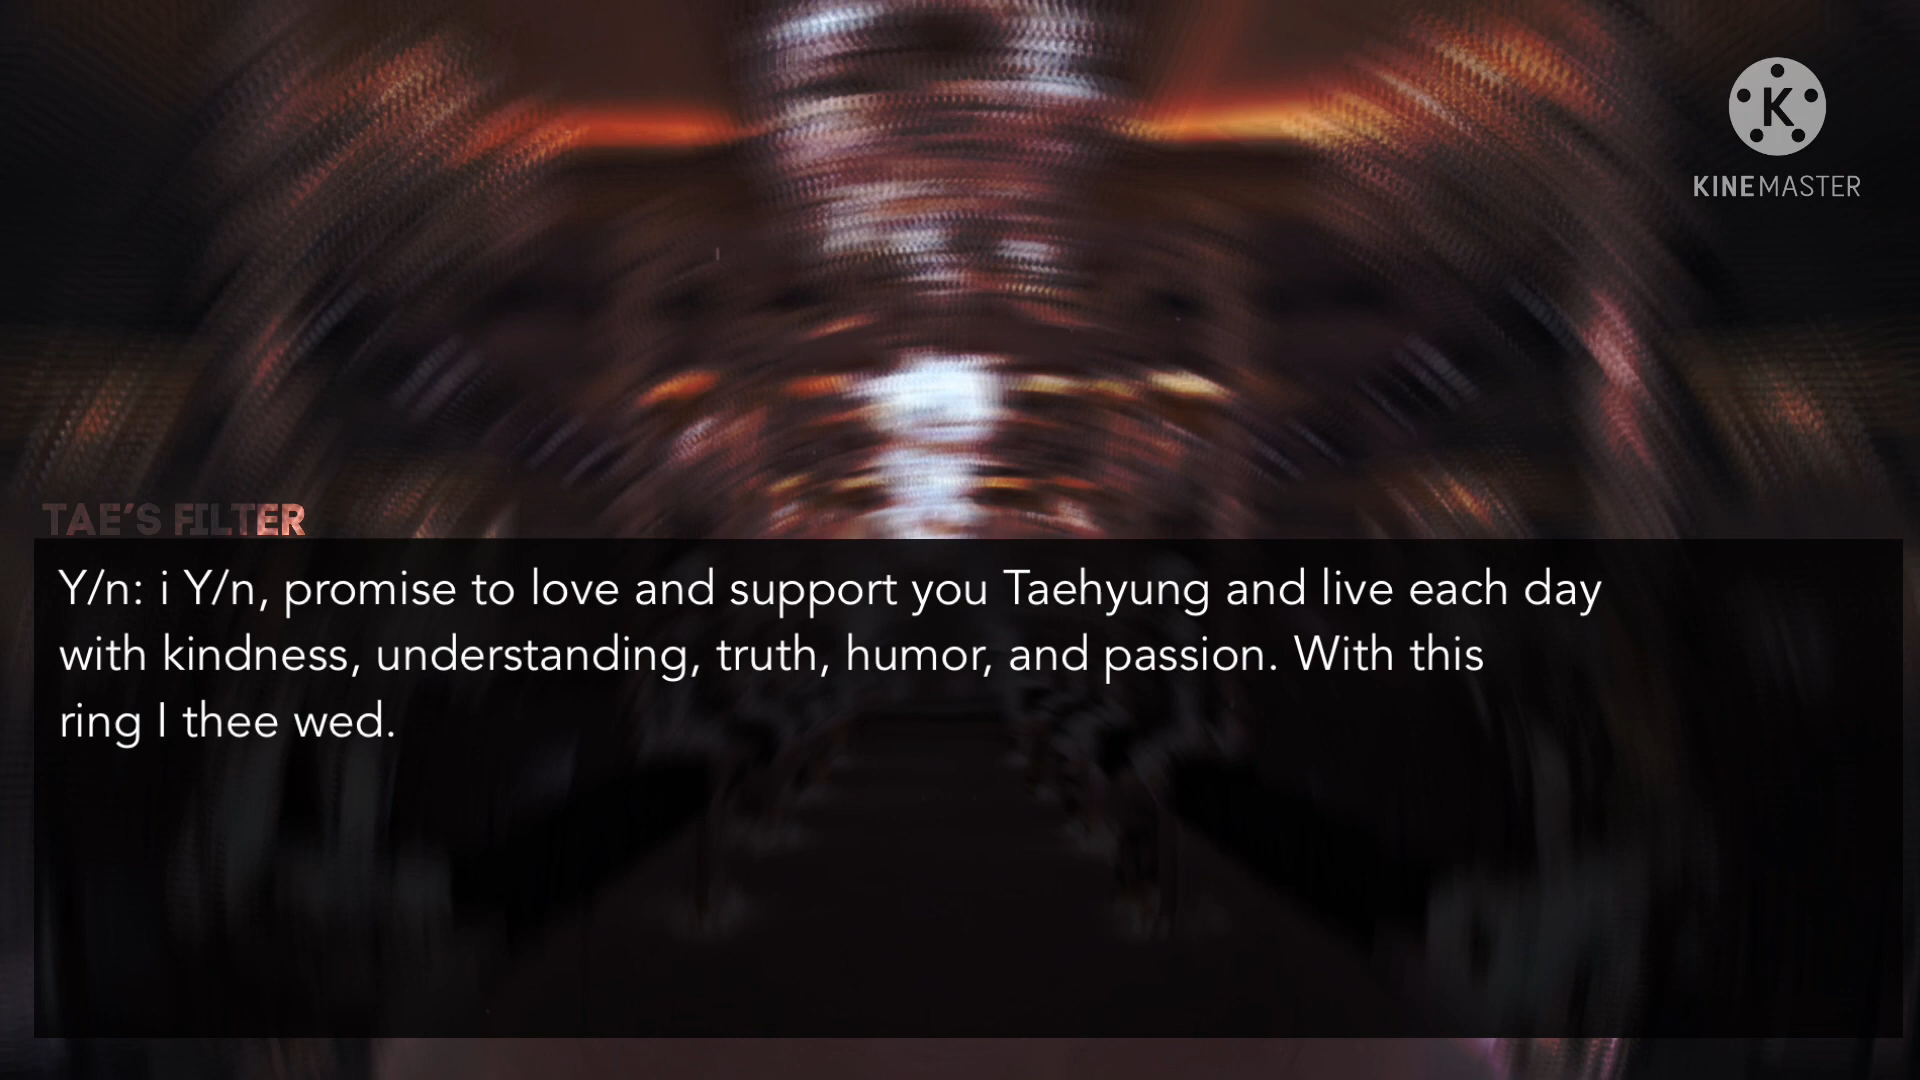 KINEMASTER
TAE'S FILTER
Y/n: i Y/n, promise to love and support you Taehyung and live each day
with kindness, understanding, truth, humor, and passion. With this
ring I thee wed.